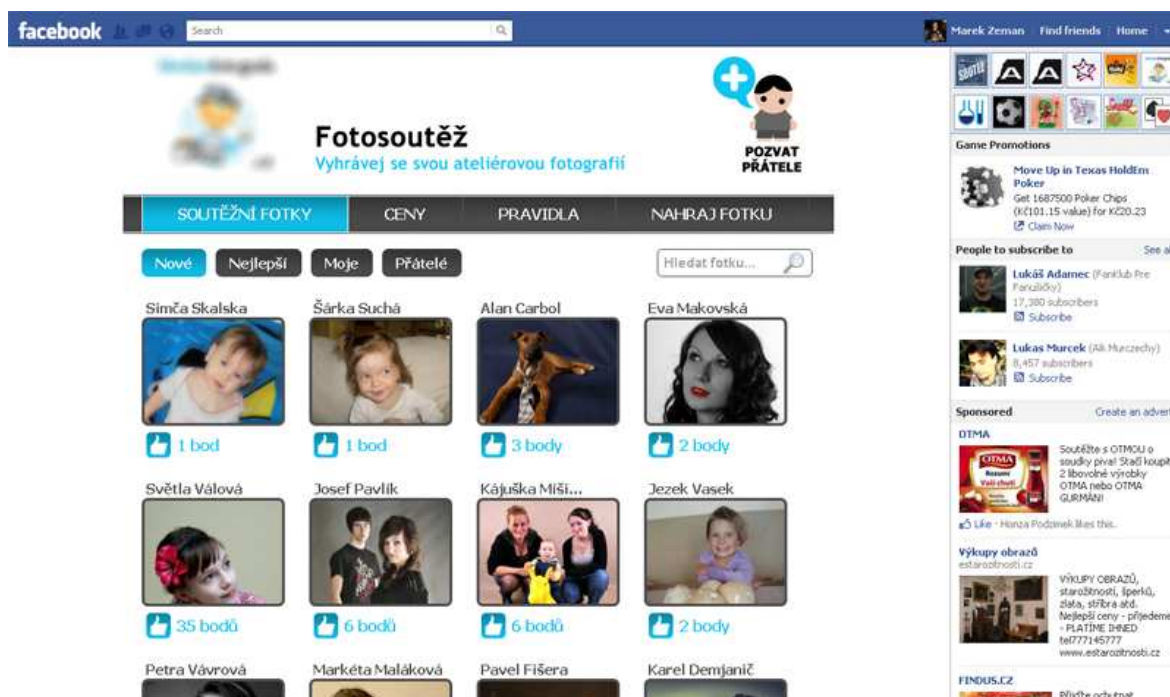 facebook
Search
Marek Zeman Find friends Home
Fotosoutěž
Vyhrávej se svou ateliérovou fotografií
POZVAT
PŘÁTELE
SOUTĚŽNÍ FOTKY CENY PRAVIDLA NAHRAJ FOTKU
Nové Nejlepší Moje Přátelé Hledat fotku...
Simča Skalska Šárka Suchá Alan Carbol Eva Makovská
1 bod 1 bod 3 body 2 body
Světla Válová Josef Pavlík Kájuška Miši... Jezek Vasek
35 bodů 6 bodů 6 bodů 2 body
Petra Vávrová Markéta Maláková Pavel Fišera Karel Demjanič
Game Promotions
Move Up in Texas HoldEm
Poker
Get 1687500 Poker Chips
(Kč101.15 value) for Kč20.23
Claim Now
People to subscribe to See al
Lukáš Adamec (Fanklub Pre
17,380 subscribers
Subscribe
Lukas Murcek
8,457 subscribers
Subscribe
Sponsored Create an advert
OTMA
OTMA
Soutěžte s OTMOU o
soudky piva! Stačí koupit
2 libovolné výrobky
OTMA nebo OTMA
GURMÁN!
Like · Honza Podzimek likes this.
Výkupy obrazů
estarozitnosti.cz
VÝKUPY OBRAZŮ,
starožitností, šperků,
zlata, stříbra atd.
Nejlepší ceny - přijedeme
- PLATÍME IHNED
tel777145777
www.estarozitnosti.cz
FINDUS.CZ